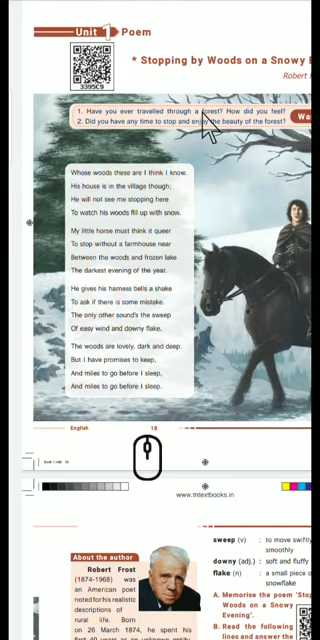 Unit 1 Poem
3395C9
* Stopping by Woods on a Snowy
Robert
1. Have you ever travelled through a forest? How did you feel?
2. Did you have any time to stop and enjoy the beauty of the forest?
Whose woods these are I think I know.
His house is in the village though;
He will not see me stopping here
To watch his woods fill up with snow.
My little horse must think it queer
To stop without a farmhouse near
Between the woods and frozen lake
The darkest evening of the year.
He gives his harness bells a shake
To ask if there is some mistake.
The only other sound's the sweep
Of easy wind and downy flake.
The woods are lovely, dark and deep.
But I have promises to keep,
And miles to go before I sleep,
And miles to go before I sleep.
English
18
www.tntextbooks.in
About the author
Robert Frost
(1874-1968) was
an American poet
noted for his realistic
descriptions of
rural life. Born
on 26 March 1874, he spent his
sweep (v) : to move swiftly
smoothly
downy (adj.) : soft and fluffy
flake (n) : a small piece o
snowflake
A. Memorise the poem 'Stop
Woods on a Snowy
Evening'.
B. Read the following
lines and answer the